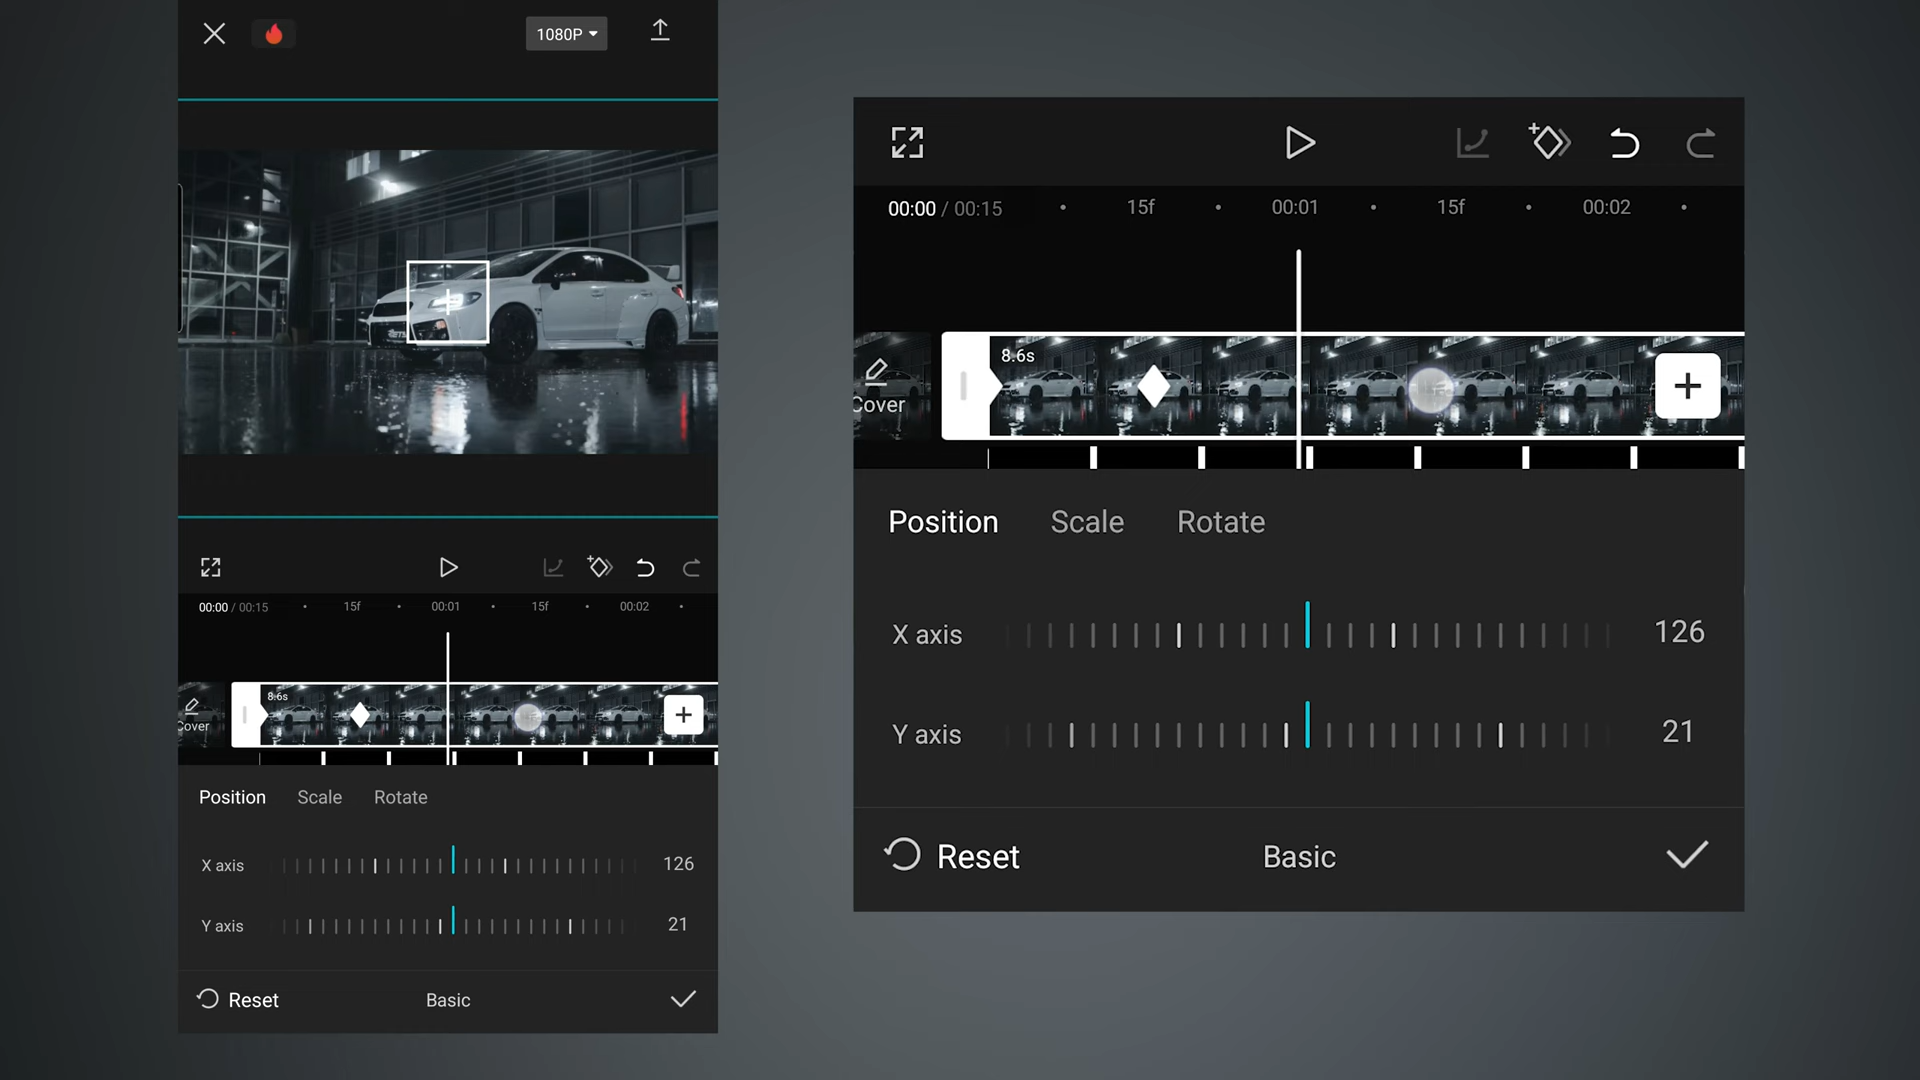 1080P
00:00 / 00:15
15f
00:01
15f
00:02
Cover
8.6s
Position
Scale
Rotate
X axis
126
Y axis
21
Reset
Basic
00:00 / 00:15
15f
00:01
15f
00:02
Cover
8.6s
Position
Scale
Rotate
X axis
126
Y axis
21
Reset
Basic